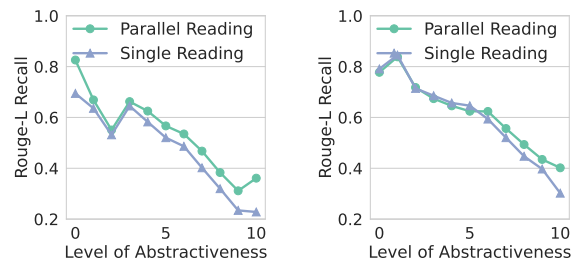 1.0
0.8
0.6
0.4
0.2
Rouge-L Recall
Parallel Reading
Single Reading
0 5 10
Level of Abstractiveness
1.0
0.8
0.6
0.4
0.2
Rouge-L Recall
Parallel Reading
Single Reading
0 5 10
Level of Abstractiveness